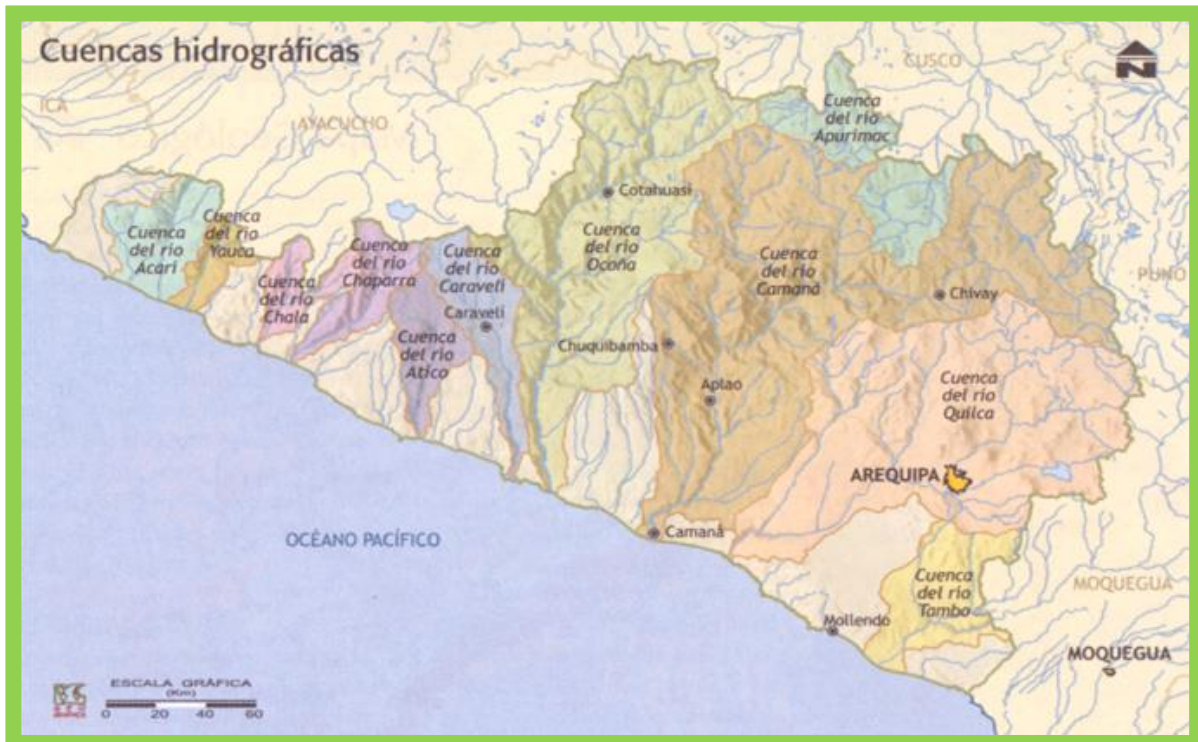 Cuencas hidrográficas
N
CUSCO
ICA
AYACUCHO
Cuenca
del río
Apurimac
Cotahuasi
Cuenca
del río
Acarí
Cuenca
del río
Yauca
Cuenca
del río
Chala
Cuenca
del río
Chaparra
Cuenca
del río
Caravelí
Caravelí
Cuenca
del río
Atico
Cuenca
del río
Ocoña
Cuenca
del río
Camaná
PUNO
Chivay
Chuquibamba
Aplao
Cuenca
del río
Quilca
AREQUIPA
Camaná
OCÉANO PACÍFICO
Cuenca
del río
Tambo
MOQUEGUA
Mollendo
MOQUEGUA
ESCALA GRÁFICA
(Km)
0 20 40 60